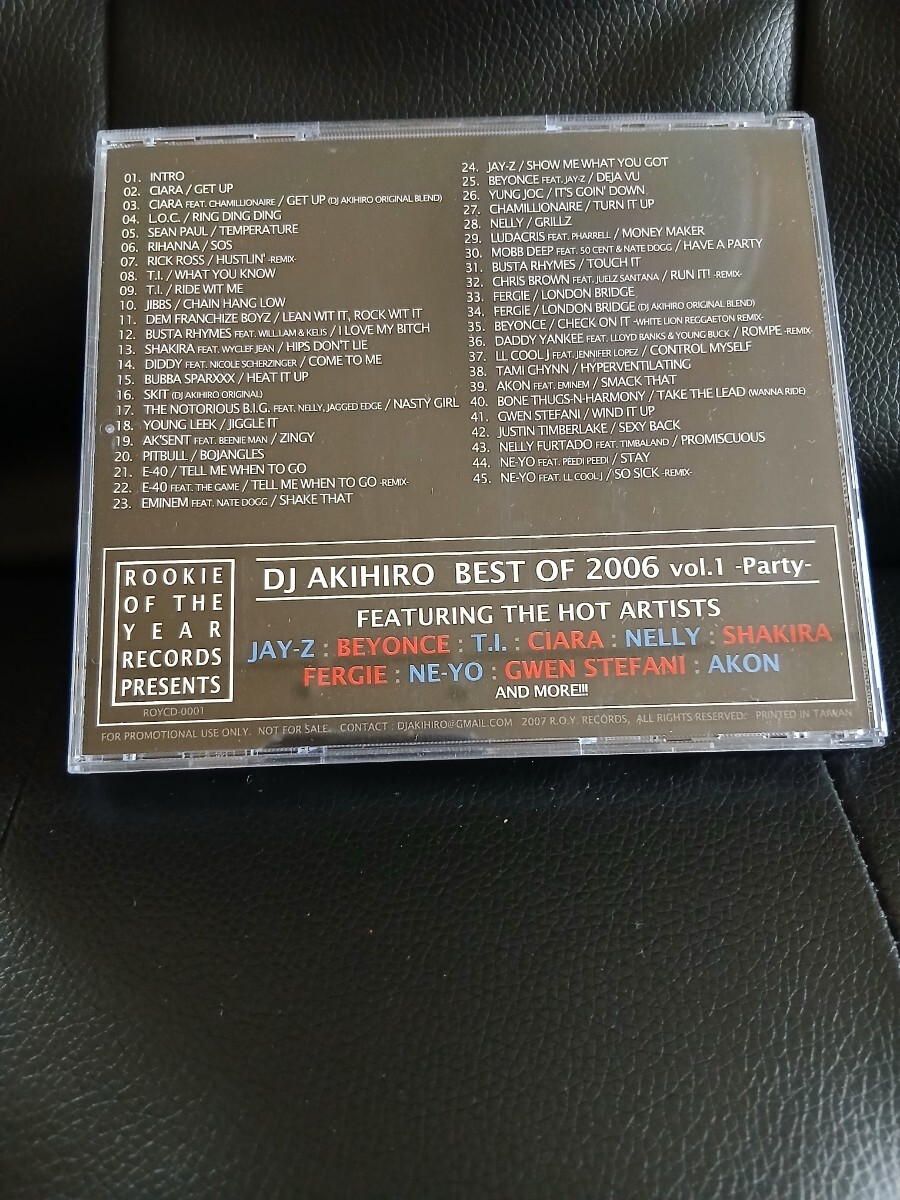 01. INTRO
02. CIARA / GET UP
03. CIARA FEAT. CHAMILLIONAIRE / GET UP (DJ AKIHIRO ORIGINAL BLEND)
04. L.O.C. / RING DING DING
05. SEAN PAUL / TEMPERATURE
06. RIHANNA / SOS
07. RICK ROSS / HUSTLIN' -REMIX-
08. T.I. / WHAT YOU KNOW
09. T.I. / RIDE WIT ME
10. JIBBS / CHAIN HANG LOW
11. DEM FRANCHIZE BOYZ / LEAN WIT IT, ROCK WIT IT
12. BUSTA RHYMES FEAT. WILL.I.AM & KELIS / I LOVE MY BITCH
13. SHAKIRA FEAT. WYCLEF JEAN / HIPS DON'T LIE
14. DIDDY FEAT. NICOLE SCHERZINGER / COME TO ME
15. BUBBA SPARXXX / HEAT IT UP
16. SKIT (DJ AKIHIRO ORIGINAL)
17. THE NOTORIOUS B.I.G. FEAT. NELLY, JAGGED EDGE / NASTY GIRL
18. YOUNG LEEK / JIGGLE IT
19. AK'SENT FEAT. BEENIE MAN / ZINGY
20. PITBULL / BOJANGLES
21. E-40 / TELL ME WHEN TO GO
22. E-40 FEAT. THE GAME / TELL ME WHEN TO GO -REMIX-
23. EMINEM FEAT. NATE DOGG / SHAKE THAT
24. JAY-Z / SHOW ME WHAT YOU GOT
25. BEYONCE FEAT. JAY-Z / DEJA VU
26. YUNG JOC / IT'S GOIN' DOWN
27. CHAMILLIONAIRE / TURN IT UP
28. NELLY / GRILLZ
29. LUDACRIS FEAT. PHARRELL / MONEY MAKER
30. MOBB DEEP FEAT. 50 CENT & NATE DOGG / HAVE A PARTY
31. BUSTA RHYMES / TOUCH IT
32. CHRIS BROWN FEAT. JUELZ SANTANA / RUN IT! -REMIX-
33. FERGIE / LONDON BRIDGE
34. FERGIE / LONDON BRIDGE (DJ AKIHIRO ORIGINAL BLEND)
35. BEYONCE / CHECK ON IT -WHITE LION REGGAETON REMIX-
36. DADDY YANKEE FEAT. LLOYD BANKS & YOUNG BUCK / ROMPE -REMIX-
37. LL COOL J FEAT. JENNIFER LOPEZ / CONTROL MYSELF
38. TAMI CHYNN / HYPERVENTILATING
39. AKON FEAT. EMINEM / SMACK THAT
40. BONE THUGS-N-HARMONY / TAKE THE LEAD (WANNA RIDE)
41. GWEN STEFANI / WIND IT UP
42. JUSTIN TIMBERLAKE / SEXY BACK
43. NELLY FURTADO FEAT. TIMBALAND / PROMISCUOUS
44. NE-YO FEAT. PEEDI PEEDI / STAY
45. NE-YO FEAT. LL COOL J / SO SICK -REMIX-
ROOKIE
OF THE
YEAR
RECORDS
PRESENTS
ROYCD-0001
DJ AKIHIRO BEST OF 2006 vol.1 -Party-
FEATURING THE HOT ARTISTS
JAY-Z : BEYONCE : T.I. : CIARA : NELLY : SHAKIRA
FERGIE : NE-YO : GWEN STEFANI : AKON
AND MORE!!!
FOR PROMOTIONAL USE ONLY. NOT FOR SALE. CONTACT : DJAKIHIRO@GMAIL.COM 2007 R.O.Y. RECORDS, ALL RIGHTS RESERVED. PRINTED IN TAIWAN